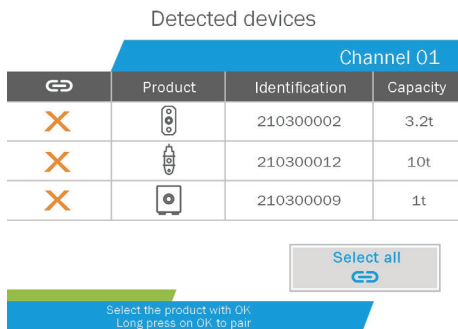 Detected devices
Channel 01
Product Identification Capacity
210300002 3.2t
210300012 10t
210300009 1t
Select all
Select the product with OK
Long press on OK to pair